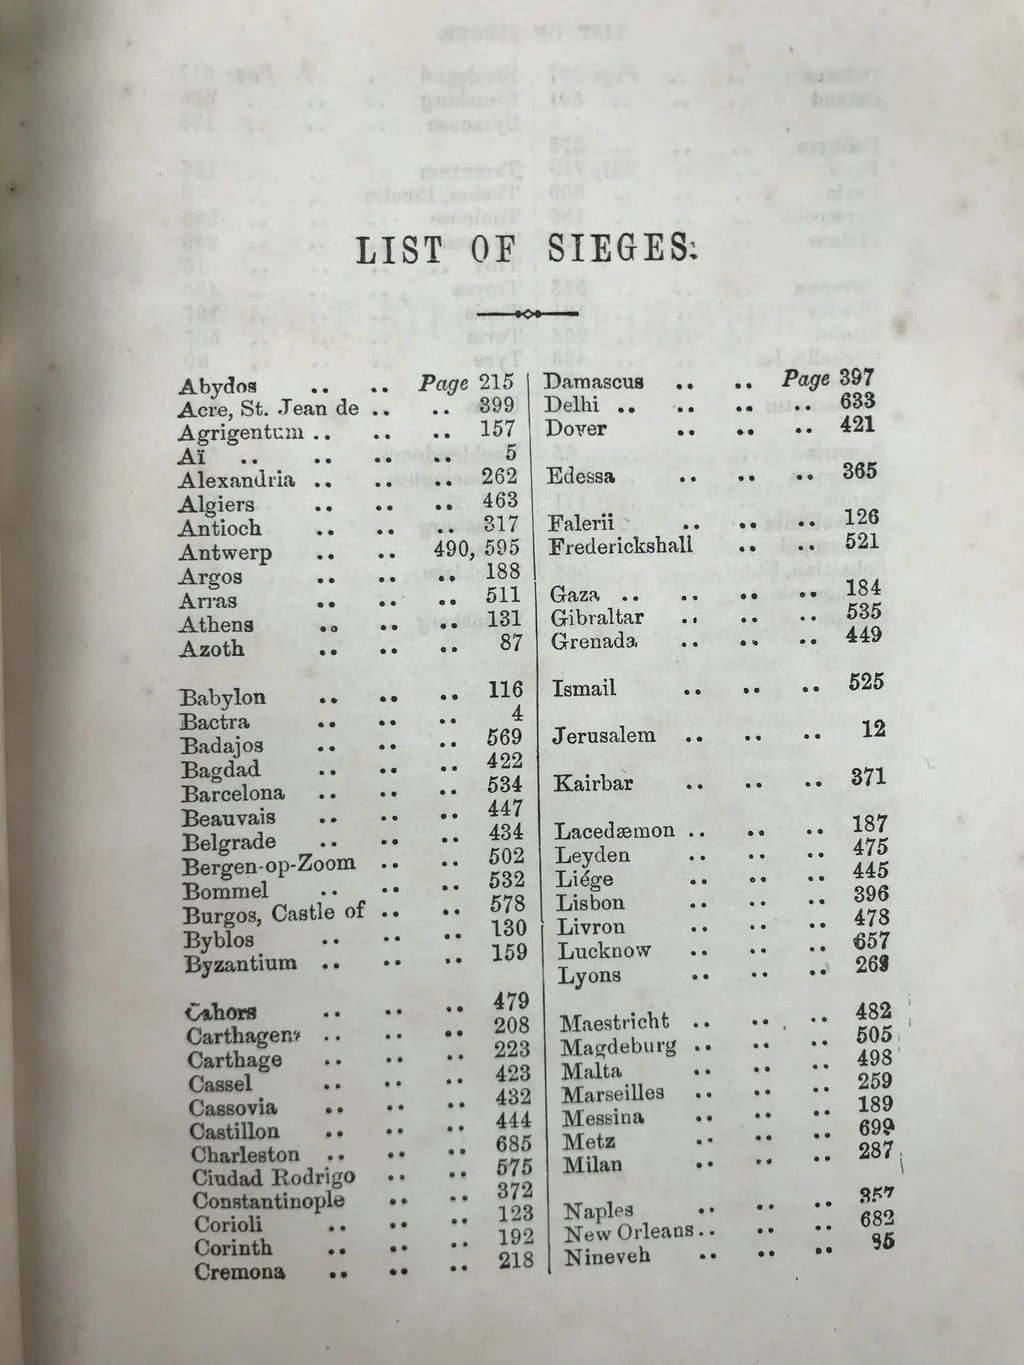 LIST OF SIEGES.
Abydos .. .. Page 215
Acre, St. Jean de .. .. 399
Agrigentum .. .. .. 157
Aï .. .. .. .. 5
Alexandria .. .. .. 262
Algiers .. .. .. 463
Antioch .. .. .. 317
Antwerp .. .. 490, 595
Argos .. .. .. 188
Arras .. .. .. 511
Athens .. .. .. 131
Azoth .. .. .. 87
Babylon .. .. .. 116
Bactra .. .. .. 4
Badajos .. .. .. 569
Bagdad .. .. .. 422
Barcelona .. .. .. 534
Beauvais .. .. .. 447
Belgrade .. .. .. 434
Bergen-op-Zoom .. .. 502
Bommel .. .. .. 532
Burgos, Castle of .. .. 578
Byblos .. .. .. 130
Byzantium .. .. .. 159
Cahors .. .. .. 479
Carthagena .. .. .. 208
Carthage .. .. .. 223
Cassel .. .. .. 423
Cassovia .. .. .. 432
Castillon .. .. .. 444
Charleston .. .. .. 685
Ciudad Rodrigo .. .. 575
Constantinople .. .. 372
Corioli .. .. .. 123
Corinth .. .. .. 192
Cremona .. .. .. 218
Damascus .. .. Page 397
Delhi .. .. .. .. 633
Dover .. .. .. 421
Edessa .. .. .. 365
Falerii .. .. .. 126
Frederickshall .. .. 521
Gaza .. .. .. .. 184
Gibraltar .. .. .. 535
Grenada .. .. .. 449
Ismail .. .. .. 525
Jerusalem .. .. .. 12
Kairbar .. .. .. 371
Lacedæmon .. .. .. 187
Leyden .. .. .. 475
Liége .. .. .. 445
Lisbon .. .. .. 396
Livron .. .. .. 478
Lucknow .. .. .. 657
Lyons .. .. ..
Maestricht .. .. .. 482
Magdeburg .. .. .. 505
Malta .. .. .. 498
Marseilles .. .. .. 259
Messina .. .. .. 189
Metz .. .. .. 699
Milan .. .. .. 287
Naples .. .. .. 357
New Orleans .. .. .. 682
Nineveh .. .. ..